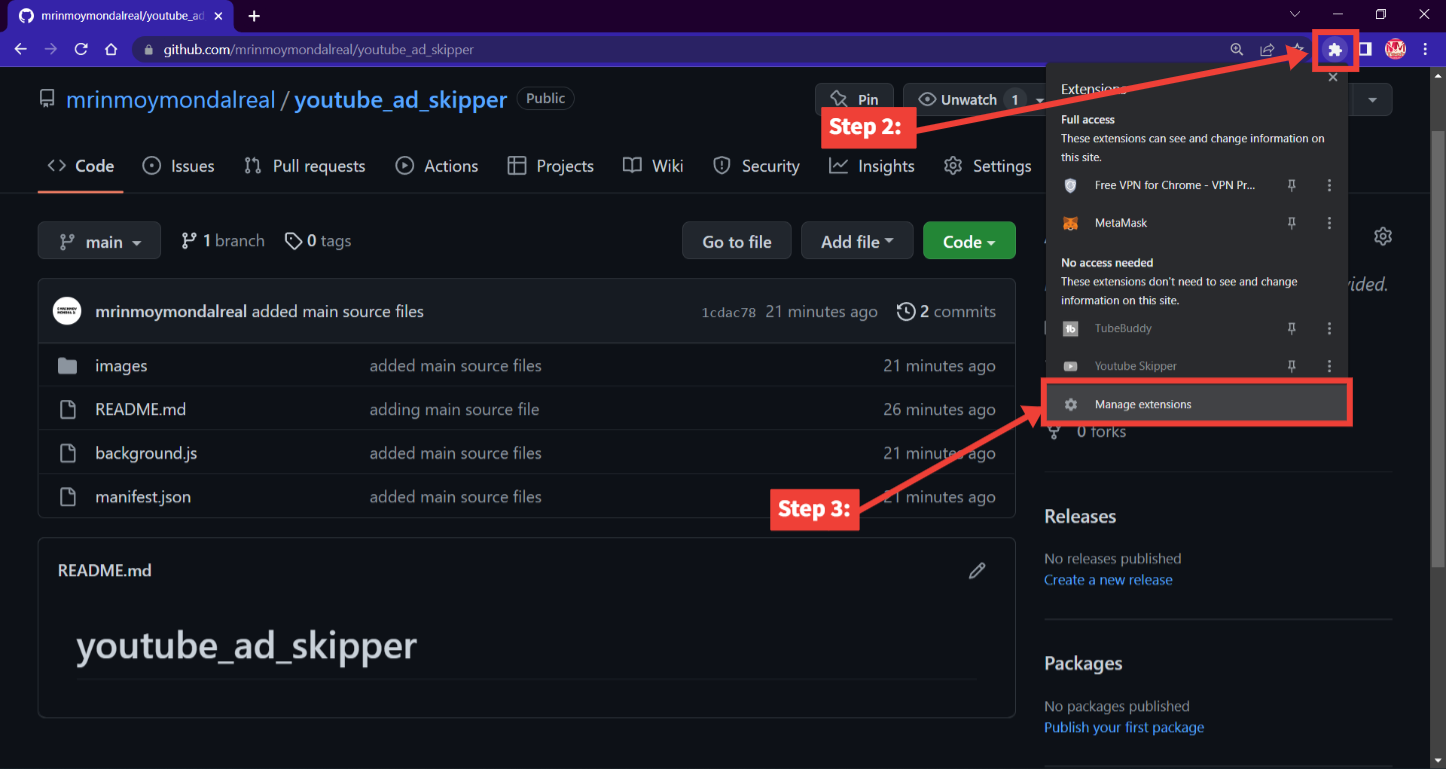 mrinmoymondalreal/youtube_ad
github.com/mrinmoymondalreal/youtube_ad_skipper
mrinmoymondalreal / youtube_ad_skipper Public
Pin
Unwatch 1
Step 2:
Code Issues Pull requests Actions Projects Wiki Security Insights Settings
main
1 branch
0 tags
Go to file
Add file
Code
mrinmoymondalreal added main source files 1cdac78 21 minutes ago 2 commits
images added main source files 21 minutes ago
README.md adding main source file 26 minutes ago
background.js added main source files 21 minutes ago
manifest.json added main source files 21 minutes ago
Step 3:
README.md
youtube_ad_skipper
Extensions
Full access
These extensions can see and change information on
this site.
Free VPN for Chrome - VPN Pr...
MetaMask
No access needed
These extensions don't need to see and change
information on this site.
TubeBuddy
Youtube Skipper
Manage extensions
0 forks
Releases
No releases published
Create a new release
Packages
No packages published
Publish your first package